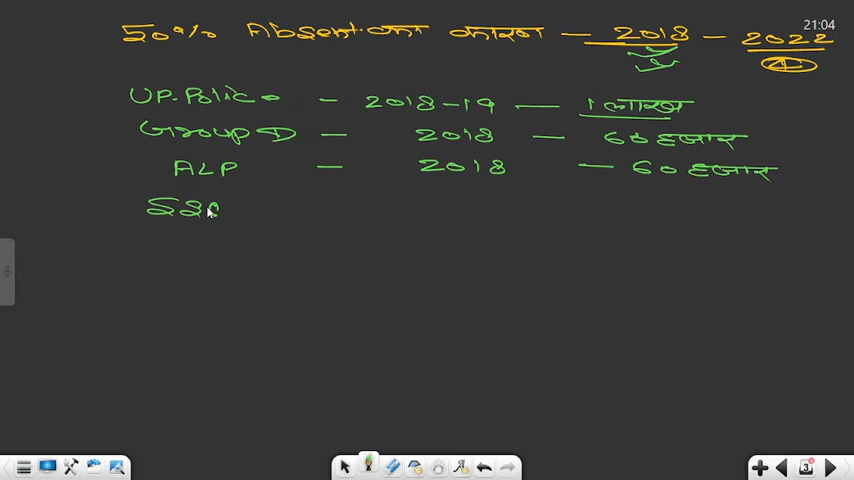 21:04
50% Absent का कारण - 2018 - 2022
UP-Police - 2018-19 - 1 लाख
Group D - 2018 - 60 हजार
ALP - 2018 - 60 हजार
SSC
3